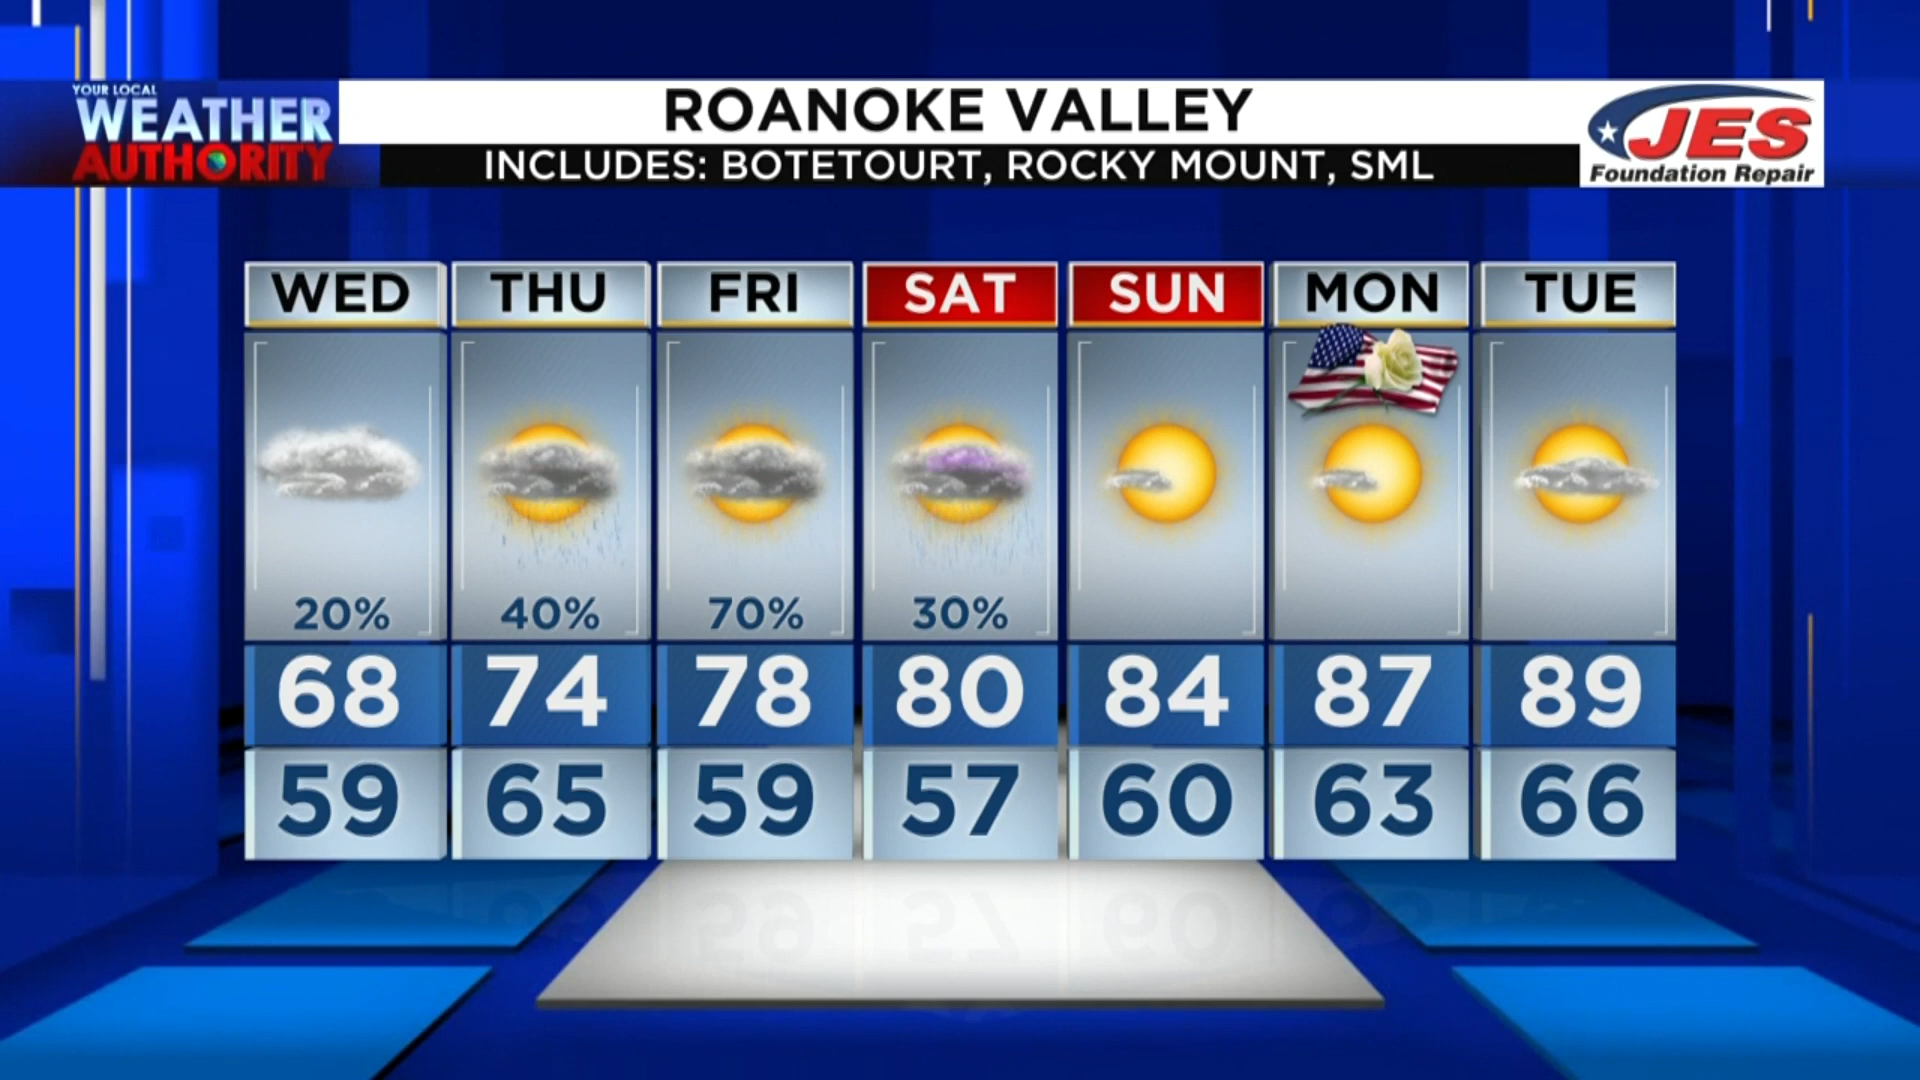 YOUR LOCAL
WEATHER
AUTHORITY
ROANOKE VALLEY
INCLUDES: BOTETOURT, ROCKY MOUNT, SML
JES
Foundation Repair
WED THU FRI SAT SUN MON TUE
20% 40% 70% 30%
68 74 78 80 84 87 89
59 65 59 57 60 63 66